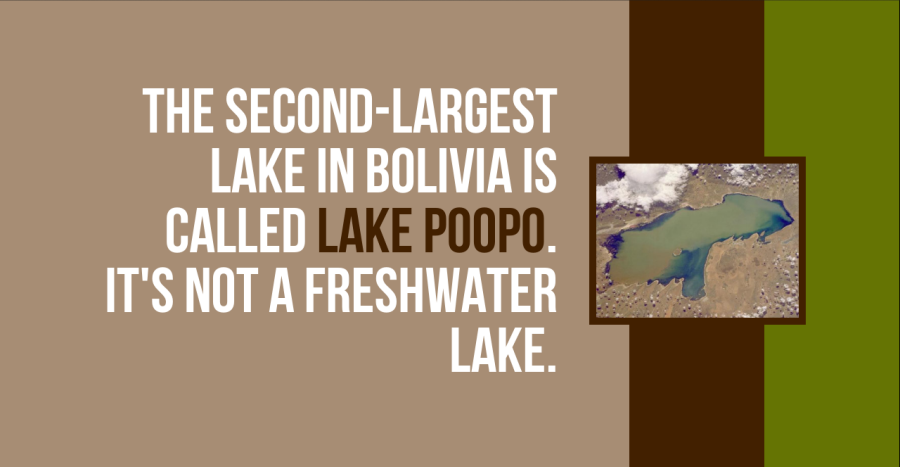 THE SECOND-LARGEST
LAKE IN BOLIVIA IS
CALLED LAKE POOPO.
IT'S NOT A FRESHWATER
LAKE.